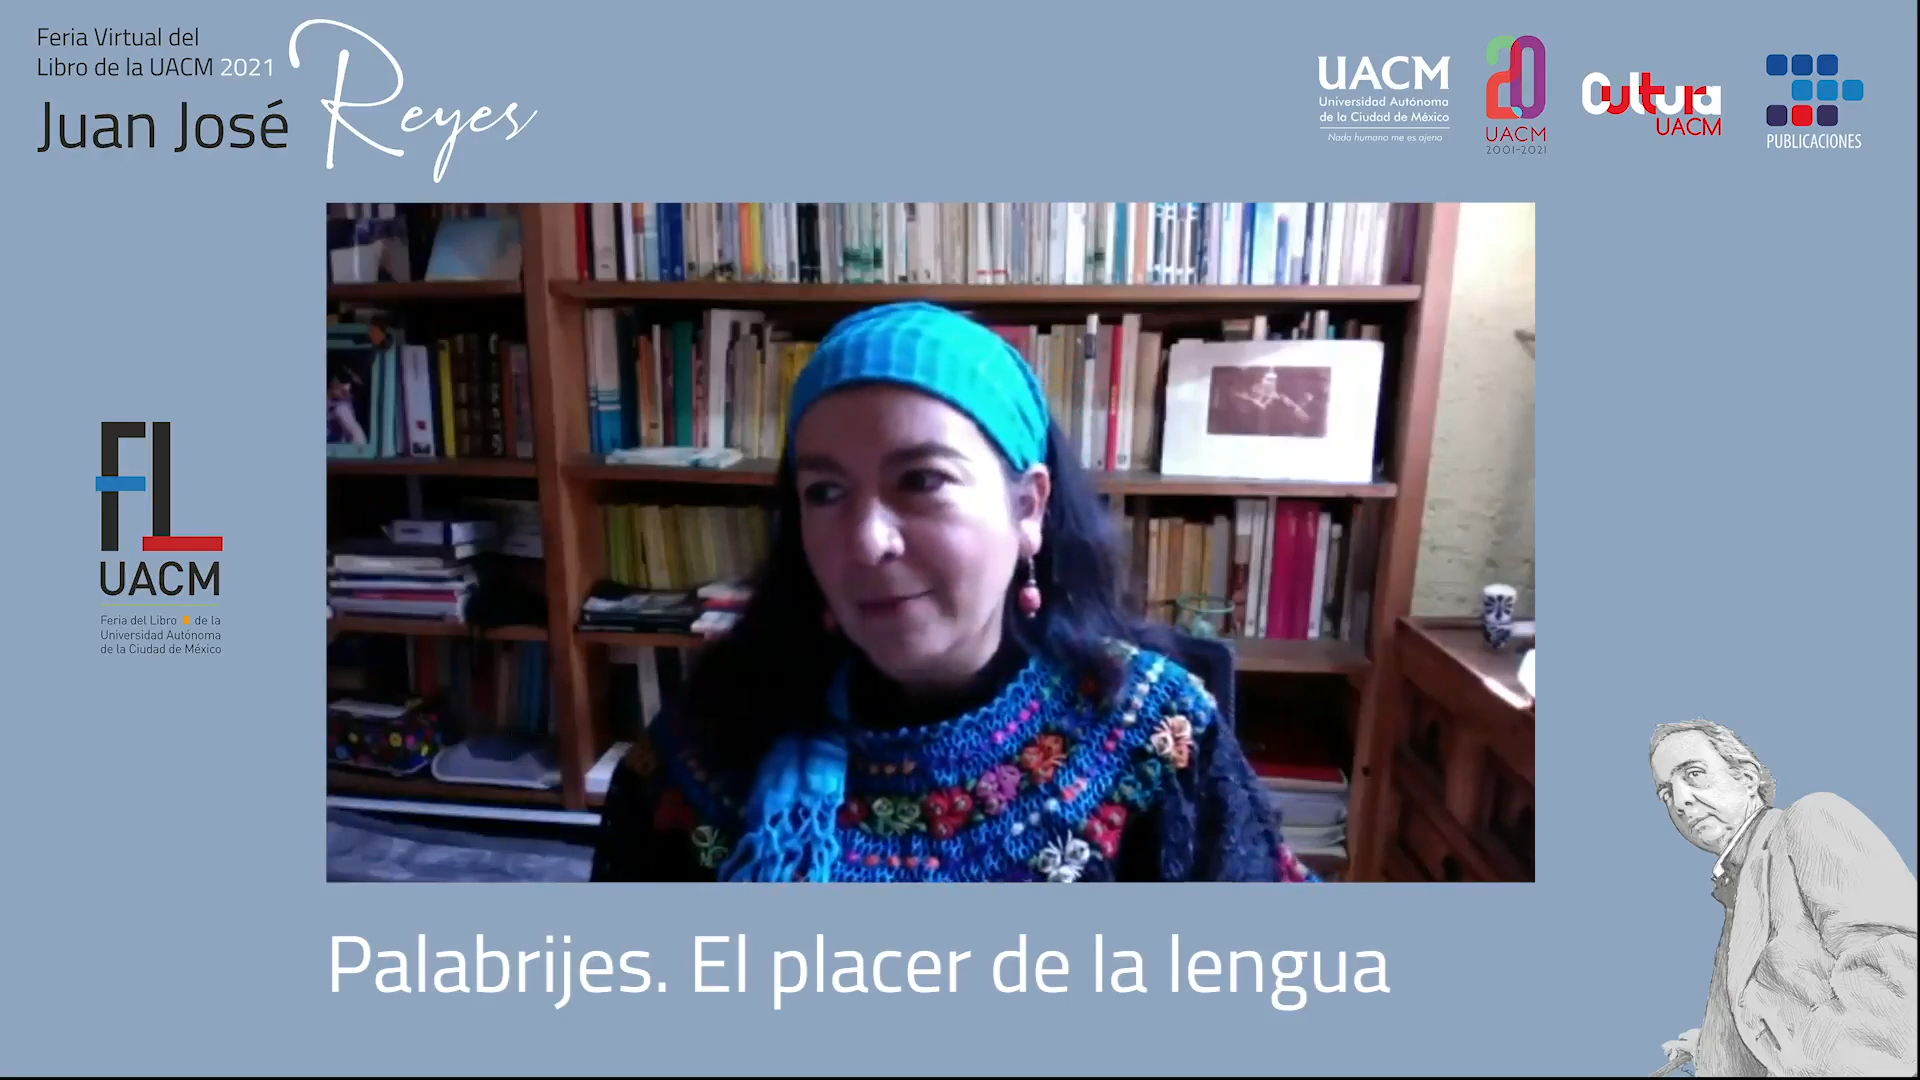 Feria Virtual del
Libro de la UACM 2021
Juan José Reyes
UACM
Universidad Autónoma
de la Ciudad de México
Nada humano me es ajeno
20
UACM
2001-2021
Cultura
UACM
PUBLICACIONES
FL
UACM
Feria del Libro de la
Universidad Autónoma
de la Ciudad de México
Palabrijes. El placer de la lengua